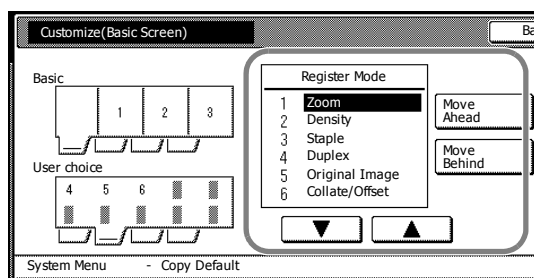 Customize(Basic Screen)
Ba
Basic
1 2 3
User choice
4 5 6
Register Mode
1 Zoom
2 Density
3 Staple
4 Duplex
5 Original Image
6 Collate/Offset
Move
Ahead
Move
Behind
System Menu - Copy Default